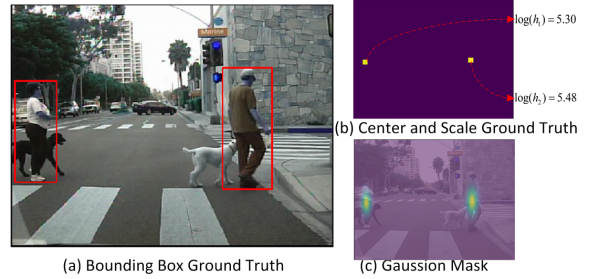 Marine
log(h₁) = 5.30
log(h₂) = 5.48
(b) Center and Scale Ground Truth
(a) Bounding Box Ground Truth
(c) Gaussion Mask